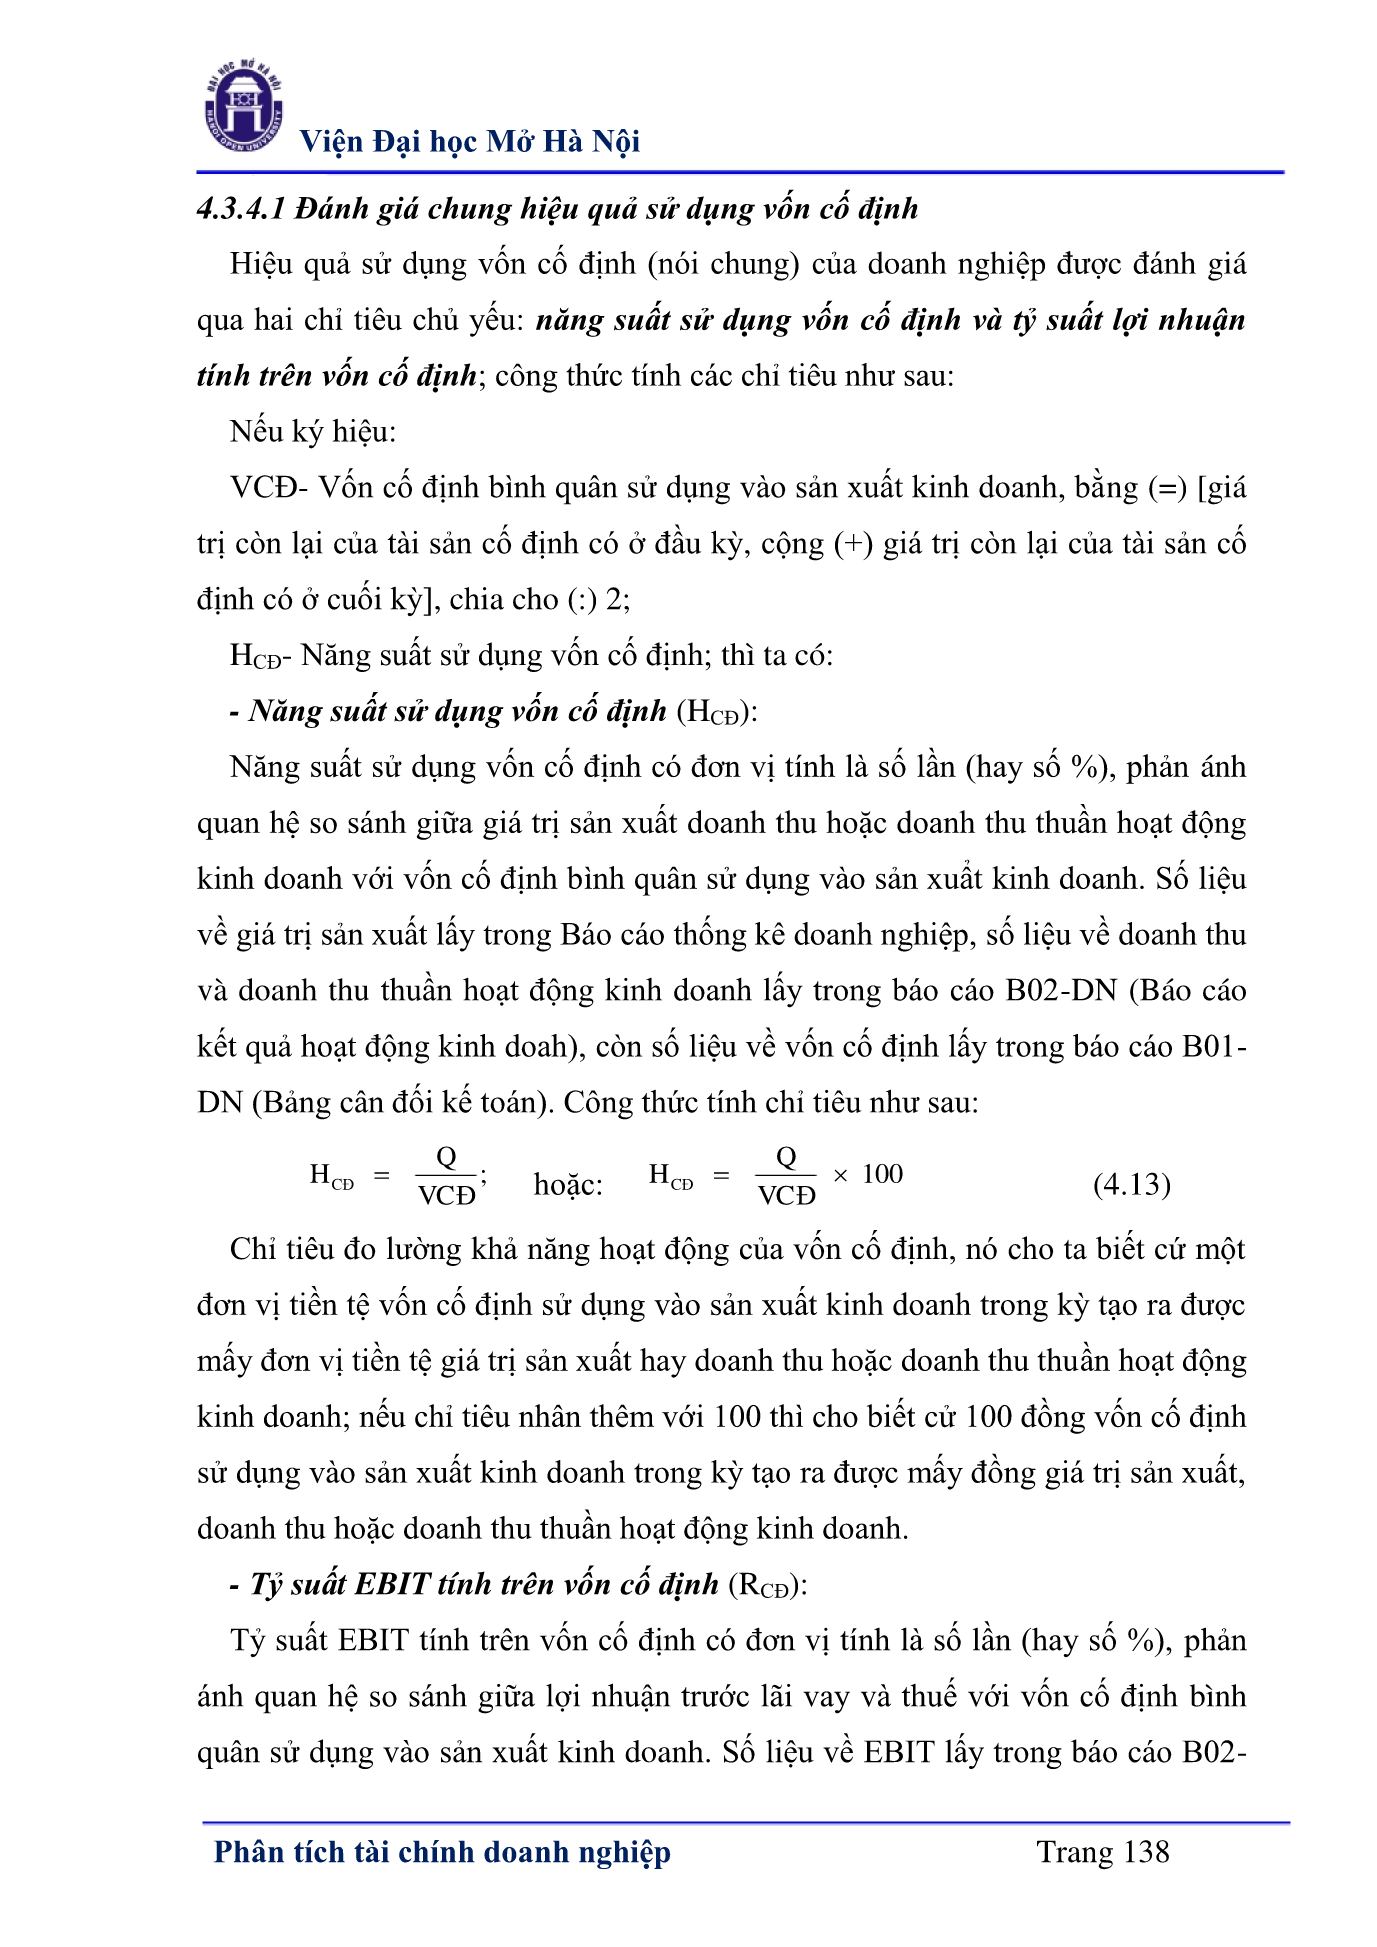 ĐẠI HỌC MỞ HÀ NỘI
HANOI OPEN UNIVERSITY
Viện Đại học Mở Hà Nội
4.3.4.1 Đánh giá chung hiệu quả sử dụng vốn cố định
Hiệu quả sử dụng vốn cố định (nói chung) của doanh nghiệp được đánh giá
qua hai chỉ tiêu chủ yếu: năng suất sử dụng vốn cố định và tỷ suất lợi nhuận
tính trên vốn cố định; công thức tính các chỉ tiêu như sau:
Nếu ký hiệu:
VCĐ- Vốn cố định bình quân sử dụng vào sản xuất kinh doanh, bằng (=) [giá
trị còn lại của tài sản cố định có ở đầu kỳ, cộng (+) giá trị còn lại của tài sản cố
định có ở cuối kỳ], chia cho (:) 2;
HCĐ- Năng suất sử dụng vốn cố định; thì ta có:
- Năng suất sử dụng vốn cố định (HCĐ):
Năng suất sử dụng vốn cố định có đơn vị tính là số lần (hay số %), phản ánh
quan hệ so sánh giữa giá trị sản xuất doanh thu hoặc doanh thu thuần hoạt động
kinh doanh với vốn cố định bình quân sử dụng vào sản xuẩt kinh doanh. Số liệu
về giá trị sản xuất lấy trong Báo cáo thống kê doanh nghiệp, số liệu về doanh thu
và doanh thu thuần hoạt động kinh doanh lấy trong báo cáo B02-DN (Báo cáo
kết quả hoạt động kinh doah), còn số liệu về vốn cố định lấy trong báo cáo B01-
DN (Bảng cân đối kế toán). Công thức tính chỉ tiêu như sau:
HCĐ = Q / VCĐ; hoặc: HCĐ = Q / VCĐ × 100 (4.13)
Chỉ tiêu đo lường khả năng hoạt động của vốn cố định, nó cho ta biết cứ một
đơn vị tiền tệ vốn cố định sử dụng vào sản xuất kinh doanh trong kỳ tạo ra được
mấy đơn vị tiền tệ giá trị sản xuất hay doanh thu hoặc doanh thu thuần hoạt động
kinh doanh; nếu chỉ tiêu nhân thêm với 100 thì cho biết cử 100 đồng vốn cố định
sử dụng vào sản xuất kinh doanh trong kỳ tạo ra được mấy đồng giá trị sản xuất,
doanh thu hoặc doanh thu thuần hoạt động kinh doanh.
- Tỷ suất EBIT tính trên vốn cố định (RCĐ):
Tỷ suất EBIT tính trên vốn cố định có đơn vị tính là số lần (hay số %), phản
ánh quan hệ so sánh giữa lợi nhuận trước lãi vay và thuế với vốn cố định bình
quân sử dụng vào sản xuất kinh doanh. Số liệu về EBIT lấy trong báo cáo B02-
Phân tích tài chính doanh nghiệp Trang 138